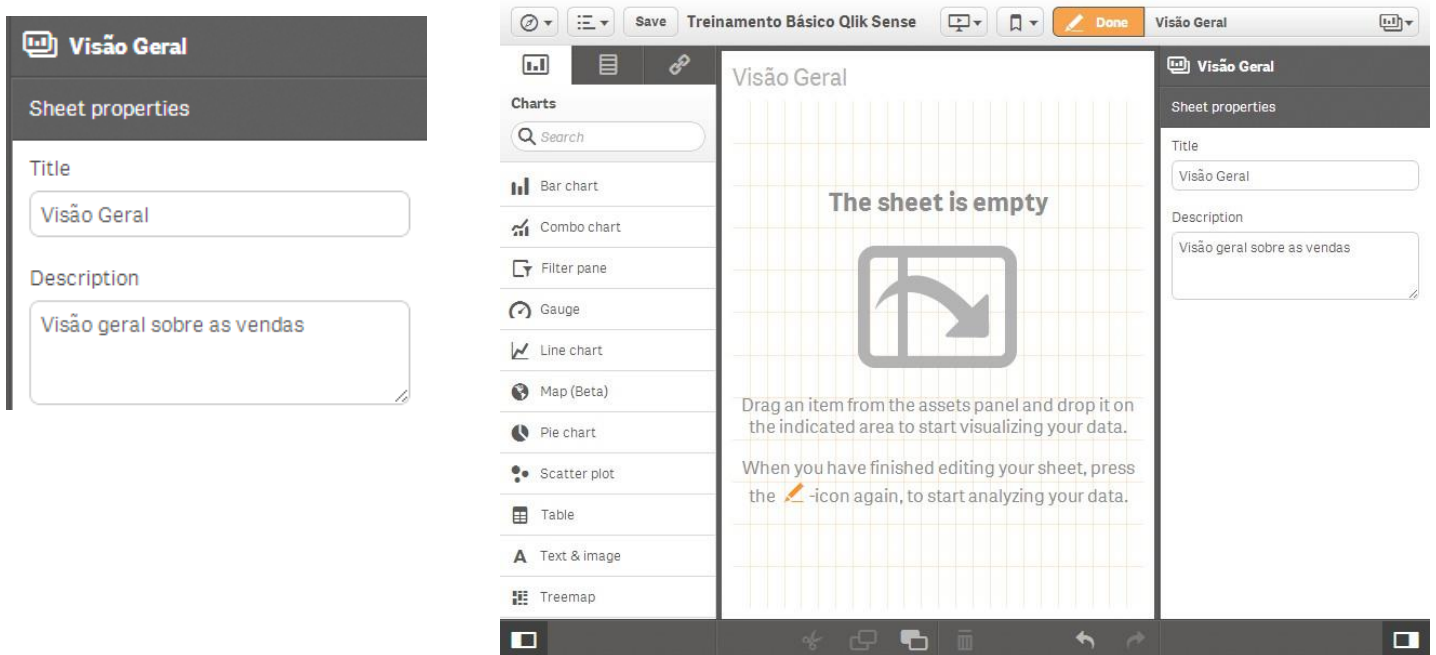 Visão Geral
Sheet properties
Title
Visão Geral
Description
Visão geral sobre as vendas
Save
Treinamento Básico Qlik Sense
Done
Visão Geral
Charts
Search
Bar chart
Combo chart
Filter pane
Gauge
Line chart
Map (Beta)
Pie chart
Scatter plot
Table
A Text & image
Treemap
Visão Geral
The sheet is empty
Drag an item from the assets panel and drop it on
the indicated area to start visualizing your data.
When you have finished editing your sheet, press
the -icon again, to start analyzing your data.
Visão Geral
Sheet properties
Title
Visão Geral
Description
Visão geral sobre as vendas